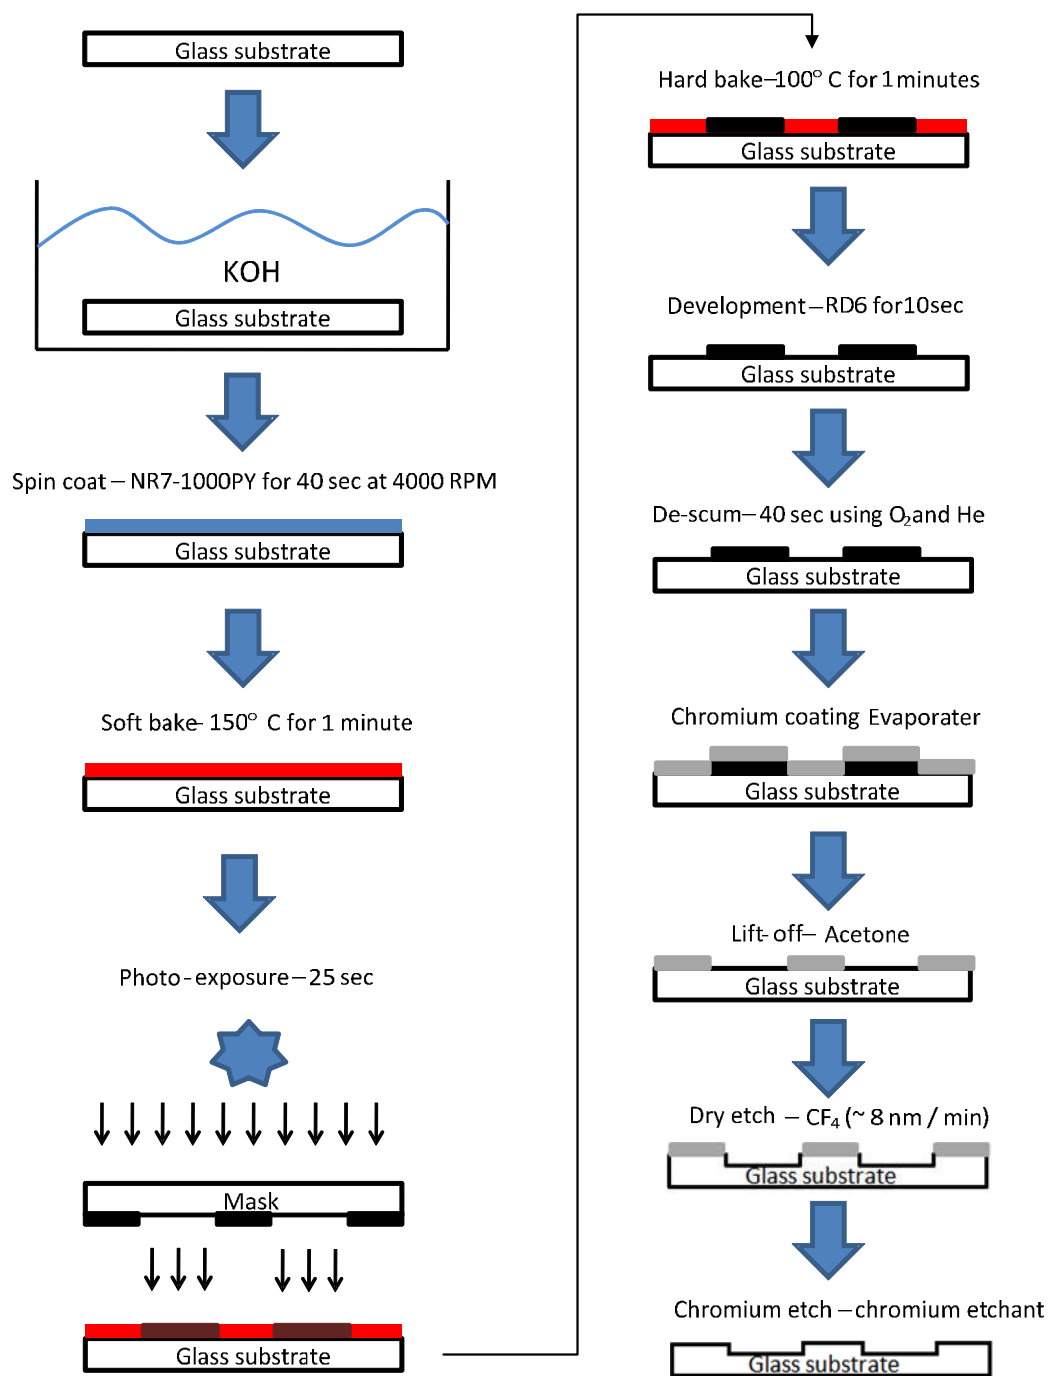 Glass substrate
KOH
Glass substrate
Spin coat – NR7-1000PY for 40 sec at 4000 RPM
Glass substrate
Soft bake- 150° C for 1 minute
Glass substrate
Photo-exposure – 25 sec
Mask
Glass substrate
Hard bake–100° C for 1 minutes
Glass substrate
Development – RD6 for10sec
Glass substrate
De-scum – 40 sec using O₂and He
Glass substrate
Chromium coating Evaporater
Glass substrate
Lift-off – Acetone
Glass substrate
Dry etch – CF₄ (~ 8 nm / min)
Glass substrate
Chromium etch – chromium etchant
Glass substrate